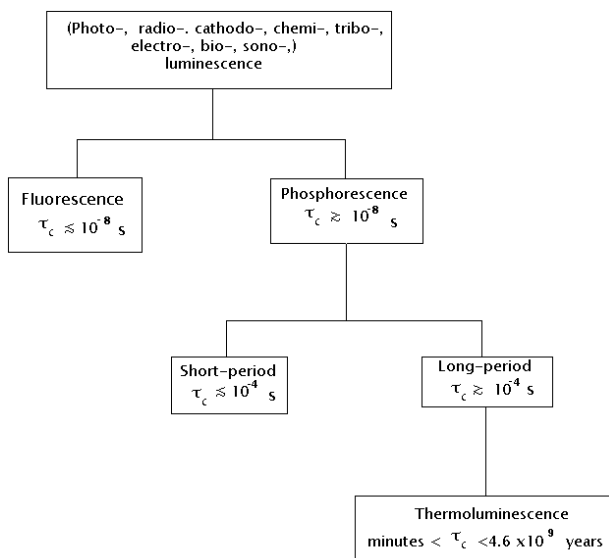 (Photo-, radio-. cathodo-, chemi-, tribo-,
electro-, bio-, sono-,)
luminescence
Fluorescence
τc ≲ 10⁻⁸ s
Phosphorescence
τc ≳ 10⁻⁸ s
Short-period
τc ≲ 10⁻⁴ s
Long-period
τc ≳ 10⁻⁴ s
Thermoluminescence
minutes < τc <4.6 x10⁹ years